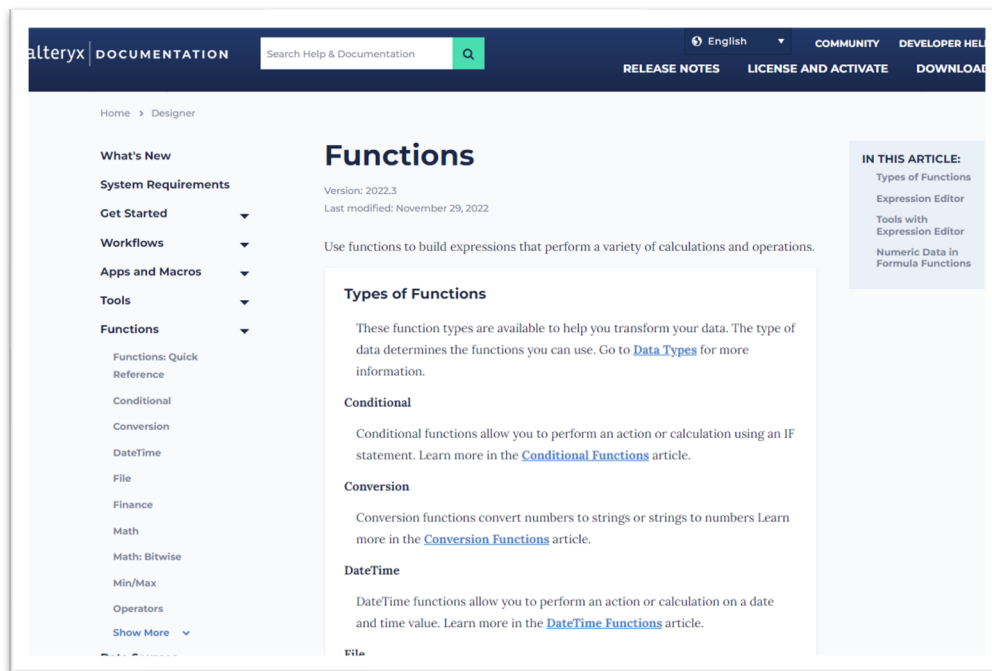 alteryx DOCUMENTATION
Search Help & Documentation
English
COMMUNITY
DEVELOPER HEL
RELEASE NOTES
LICENSE AND ACTIVATE
DOWNLOAD
Home > Designer
What's New
System Requirements
Get Started
Workflows
Apps and Macros
Tools
Functions
Functions: Quick
Reference
Conditional
Conversion
DateTime
File
Finance
Math
Math: Bitwise
Min/Max
Operators
Show More
Functions
Version: 2022.3
Last modified: November 29, 2022
Use functions to build expressions that perform a variety of calculations and operations.
Types of Functions
These function types are available to help you transform your data. The type of
data determines the functions you can use. Go to Data Types for more
information.
Conditional
Conditional functions allow you to perform an action or calculation using an IF
statement. Learn more in the Conditional Functions article.
Conversion
Conversion functions convert numbers to strings or strings to numbers Learn
more in the Conversion Functions article.
DateTime
DateTime functions allow you to perform an action or calculation on a date
and time value. Learn more in the DateTime Functions article.
File
IN THIS ARTICLE:
Types of Functions
Expression Editor
Tools with
Expression Editor
Numeric Data in
Formula Functions